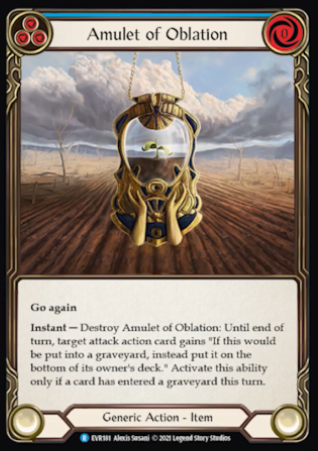 Amulet of Oblation
Go again
Instant — Destroy Amulet of Oblation: Until end of
turn, target attack action card gains "If this would
be put into a graveyard, instead put it on the
bottom of its owner's deck." Activate this ability
only if a card has entered a graveyard this turn.
Generic Action - Item
R EVR181 Alexis Susani © 2021 Legend Story Studios